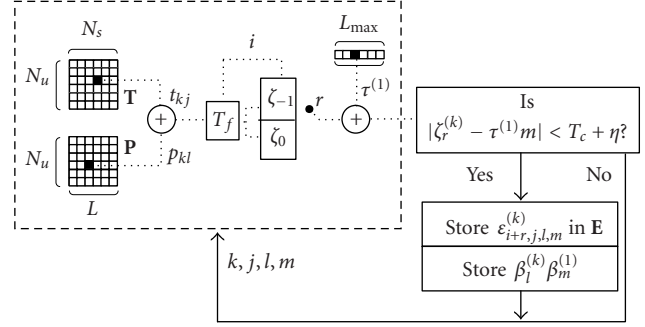 N_s
L_max
i
N_u
T
t_kj
T_f
ζ_−1
ζ_0
r
τ^(1)
+
+
N_u
P
p_kl
L
Is
|ζ_r^(k) − τ^(1)m| < T_c + η?
Yes
No
Store ε_i+r,j,l,m^(k) in E
Store β_l^(k)β_m^(1)
k, j, l, m